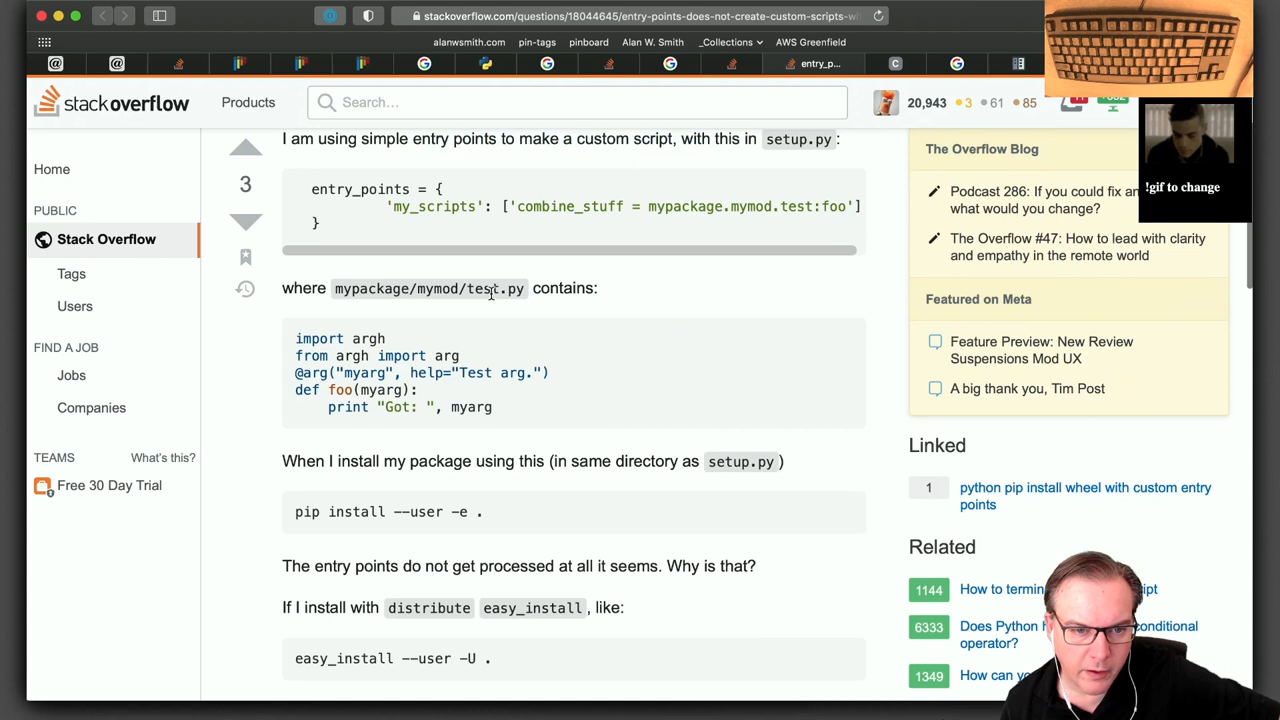 stackoverflow.com/questions/18044645/entry-points-does-not-create-custom-scripts-wi
alanwsmith.com pin-tags pinboard Alan W. Smith _Collections AWS Greenfield
entry_p...
stackoverflow Products Search... 20,943 3 61 85
I am using simple entry points to make a custom script, with this in setup.py:
The Overflow Blog
Home
3
entry_points = {
'my_scripts': ['combine_stuff = mypackage.mymod.test:foo']
}
Podcast 286: If you could fix an
what would you change?
!gif to change
PUBLIC
Stack Overflow
The Overflow #47: How to lead with clarity
and empathy in the remote world
Tags
where mypackage/mymod/test.py contains:
Users
Featured on Meta
FIND A JOB
import argh
from argh import arg
@arg("myarg", help="Test arg.")
def foo(myarg):
print "Got: ", myarg
Feature Preview: New Review
Suspensions Mod UX
Jobs
A big thank you, Tim Post
Companies
Linked
TEAMS What's this?
When I install my package using this (in same directory as setup.py)
Free 30 Day Trial
1 python pip install wheel with custom entry
points
pip install --user -e .
Related
The entry points do not get processed at all it seems. Why is that?
1144 How to termin ipt
If I install with distribute easy_install, like:
6333 Does Python h onditional
operator?
easy_install --user -U .
1349 How can yo